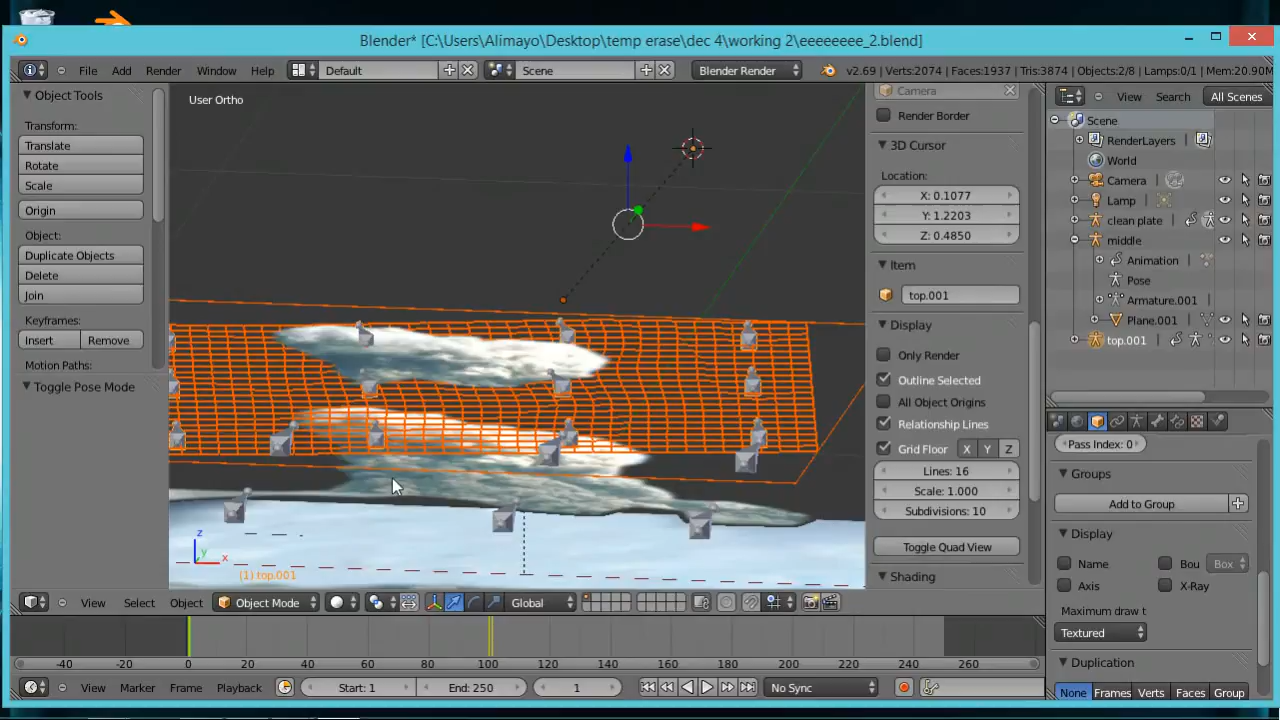 Blender* [C:\Users\Alimayo\Desktop\temp erase\dec 4\working 2\eeeeeeee_2.blend]
File Add Render Window Help Default Scene Blender Render v2.69 | Verts:2074 | Faces:1937 | Tris:3874 | Objects:2/8 | Lamps:0/1 | Mem:20.90M
Object Tools
Transform:
Translate
Rotate
Scale
Origin
Object:
Duplicate Objects
Delete
Join
Keyframes:
Insert Remove
Motion Paths:
Toggle Pose Mode
User Ortho
z
y x
(1) top.001
Camera
Render Border
3D Cursor
Location:
X: 0.1077
Y: 1.2203
Z: 0.4850
Item
top.001
Display
Only Render
Outline Selected
All Object Origins
Relationship Lines
Grid Floor X Y Z
Lines: 16
Scale: 1.000
Subdivisions: 10
Toggle Quad View
Shading
View Search All Scenes
Scene
RenderLayers
World
Camera
Lamp
clean plate
middle
Animation
Pose
Armature.001
Plane.001
top.001
Pass Index: 0
Groups
Add to Group
Display
Name Bou Box
Axis X-Ray
Maximum draw t
Textured
Duplication
None Frames Verts Faces Group
View Select Object Object Mode Global
-40 -20 0 20 40 60 80 100 120 140 160 180 200 220 240 260
View Marker Frame Playback Start: 1 End: 250 1 No Sync